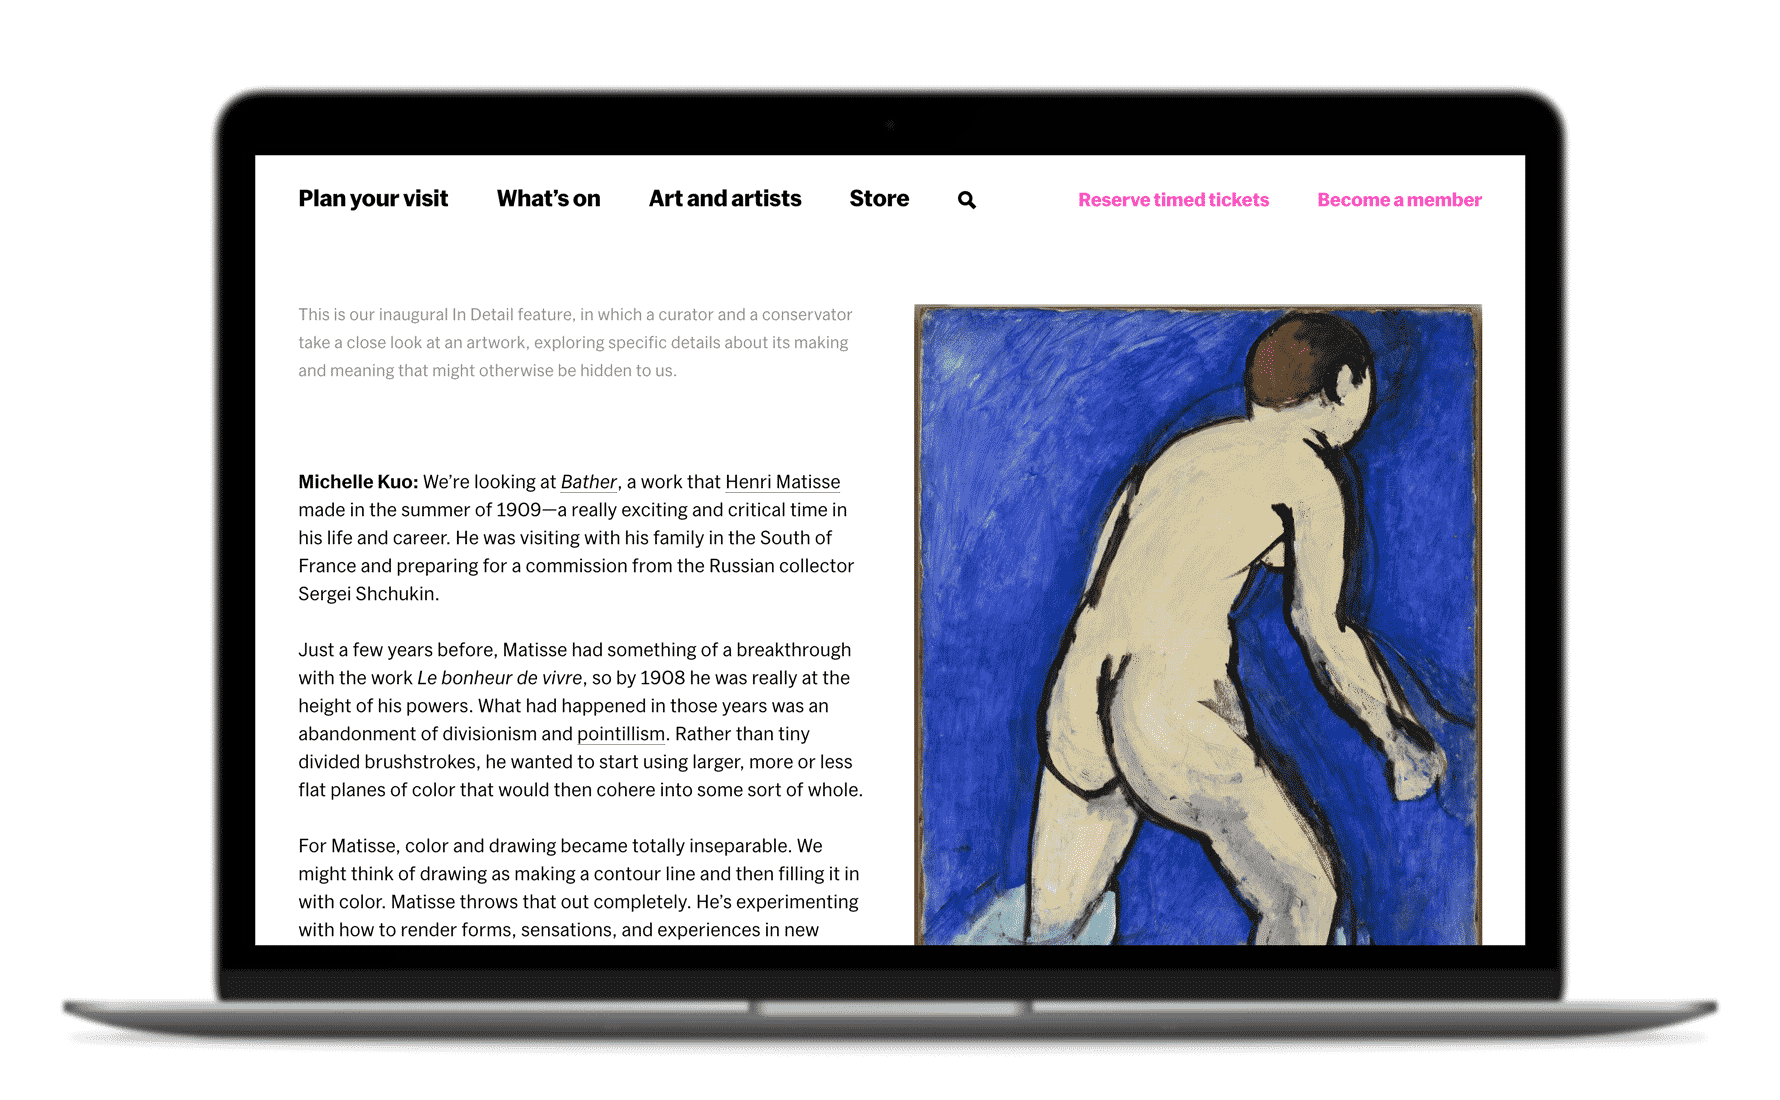 Plan your visit What's on Art and artists Store Reserve timed tickets Become a member
This is our inaugural In Detail feature, in which a curator and a conservator
take a close look at an artwork, exploring specific details about its making
and meaning that might otherwise be hidden to us.
Michelle Kuo: We're looking at Bather, a work that Henri Matisse
made in the summer of 1909—a really exciting and critical time in
his life and career. He was visiting with his family in the South of
France and preparing for a commission from the Russian collector
Sergei Shchukin.
Just a few years before, Matisse had something of a breakthrough
with the work Le bonheur de vivre, so by 1908 he was really at the
height of his powers. What had happened in those years was an
abandonment of divisionism and pointillism. Rather than tiny
divided brushstrokes, he wanted to start using larger, more or less
flat planes of color that would then cohere into some sort of whole.
For Matisse, color and drawing became totally inseparable. We
might think of drawing as making a contour line and then filling it in
with color. Matisse throws that out completely. He's experimenting
with how to render forms, sensations, and experiences in new